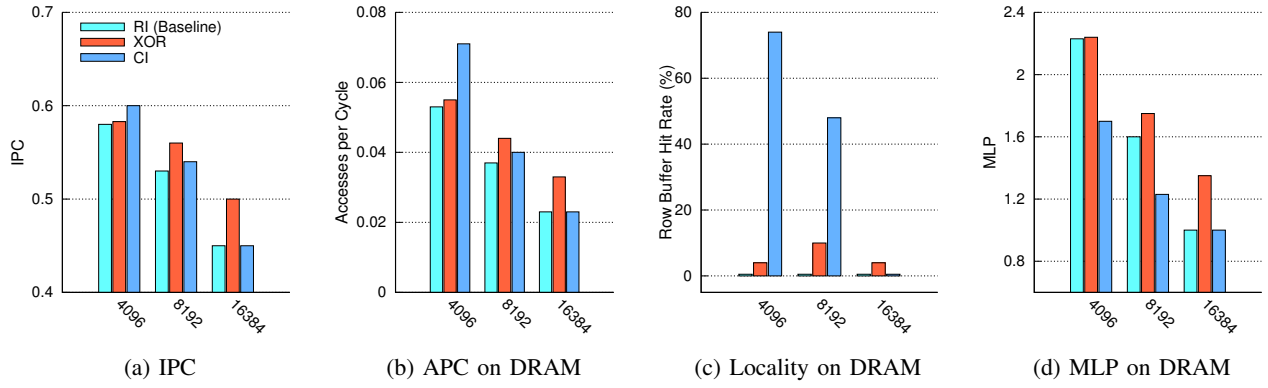 0.7
0.6
0.5
0.4
IPC
RI (Baseline)
XOR
CI
4096
8192
16384
(a) IPC
0.08
0.06
0.04
0.02
0
Accesses per Cycle
4096
8192
16384
(b) APC on DRAM
80
60
40
20
0
Row Buffer Hit Rate (%)
4096
8192
16384
(c) Locality on DRAM
2.4
2
1.6
1.2
0.8
MLP
4096
8192
16384
(d) MLP on DRAM